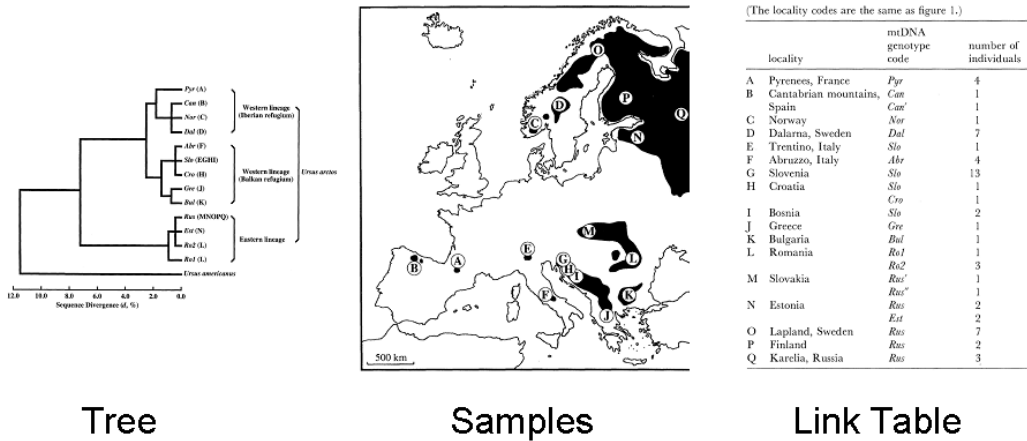 Pyr (A)
Can (B)
Nor (C)
Dal (D)
Western lineage
(Iberian refugium)
Abr (F)
Slo (EGHI)
Cro (H)
Gre (J)
Bul (K)
Western lineage
(Balkan refugium)
Ursus arctos
Rus (MNOPQ)
Est (N)
Ro2 (L)
Ro1 (L)
Eastern lineage
Ursus americanus
12.0 10.0 8.0 6.0 4.0 2.0 0.0
Sequence Divergence (d, %)
O
P
Q
D
C
N
M
E
L
G
H
I
A
B
F
K
J
500 km
(The locality codes are the same as figure 1.)
locality mtDNA genotype code number of individuals
A Pyrenees, France Pyr 4
B Cantabrian mountains, Can 1
Spain Can' 1
C Norway Nor 1
D Dalarna, Sweden Dal 7
E Trentino, Italy Slo 1
F Abruzzo, Italy Abr 4
G Slovenia Slo 13
H Croatia Slo 1
Cro 1
I Bosnia Slo 2
J Greece Gre 1
K Bulgaria Bul 1
L Romania Ro1 1
Ro2 3
M Slovakia Rus' 1
Rus" 1
N Estonia Rus 2
Est 2
O Lapland, Sweden Rus 7
P Finland Rus 2
Q Karelia, Russia Rus 3
Tree
Samples
Link Table